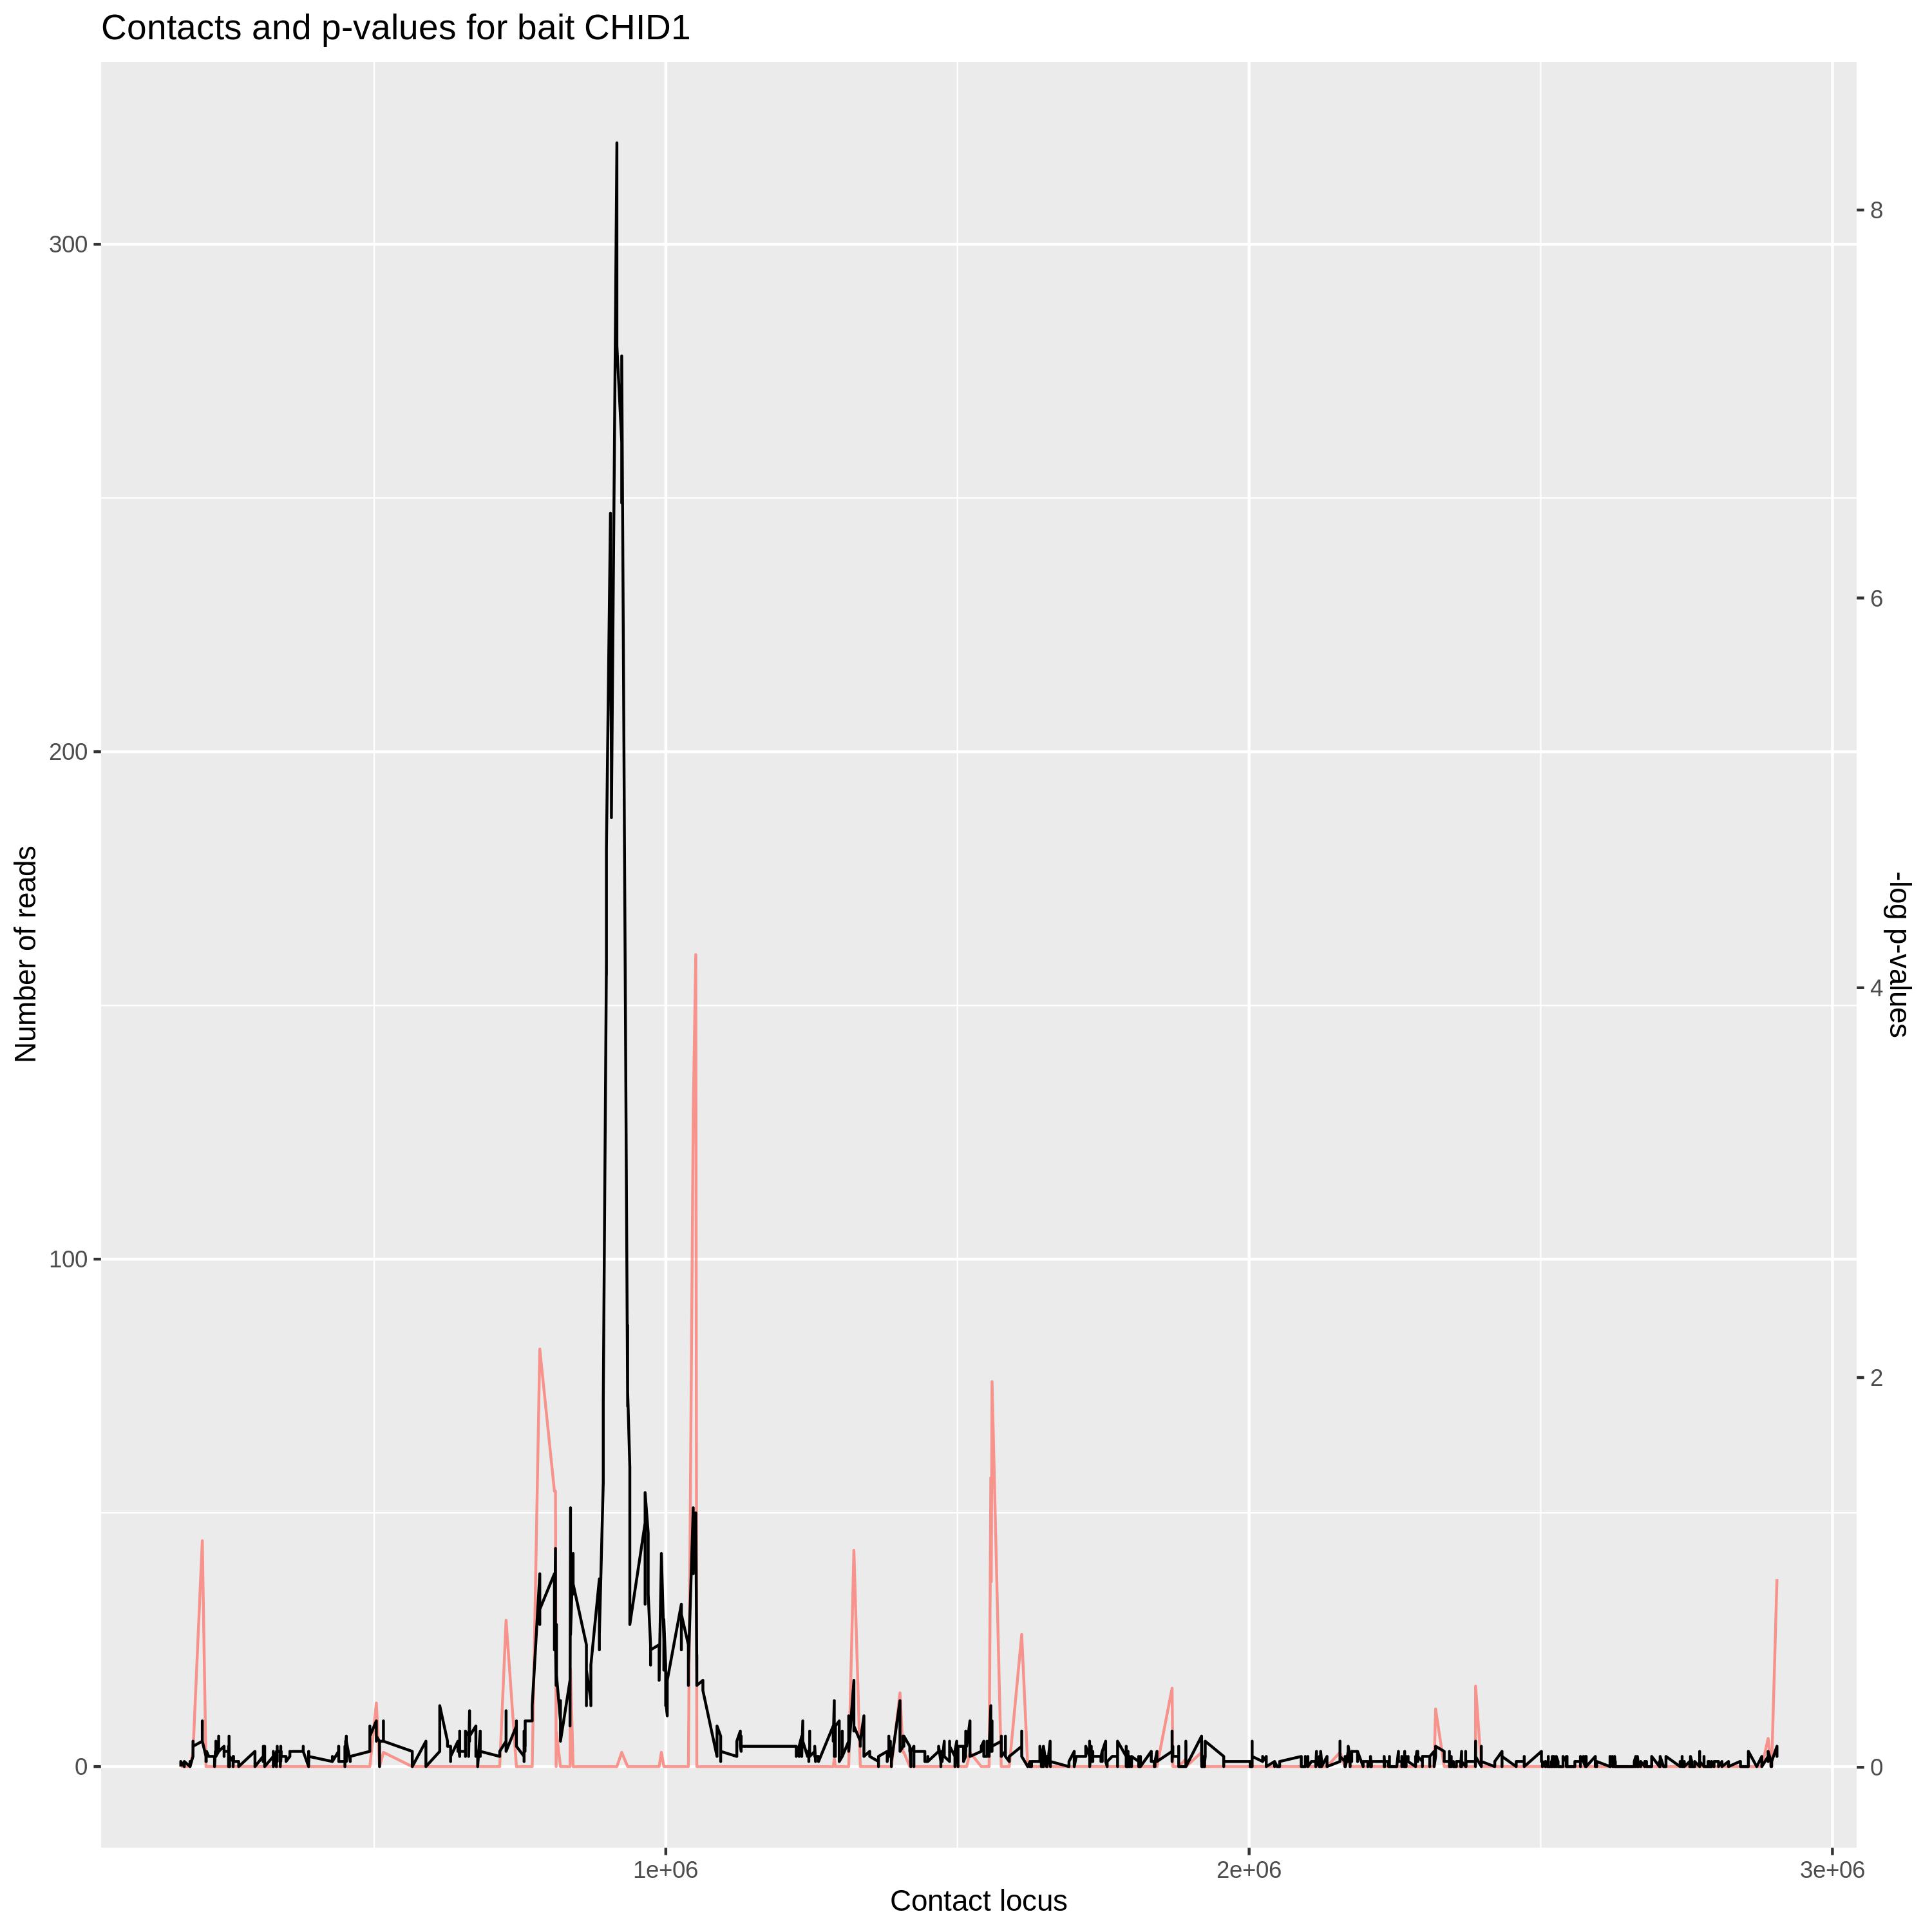 Contacts and p-values for bait CHID1
Number of reads
300
200
100
0
8
6
4
2
0
-log p-values
1e+06
2e+06
3e+06
Contact locus